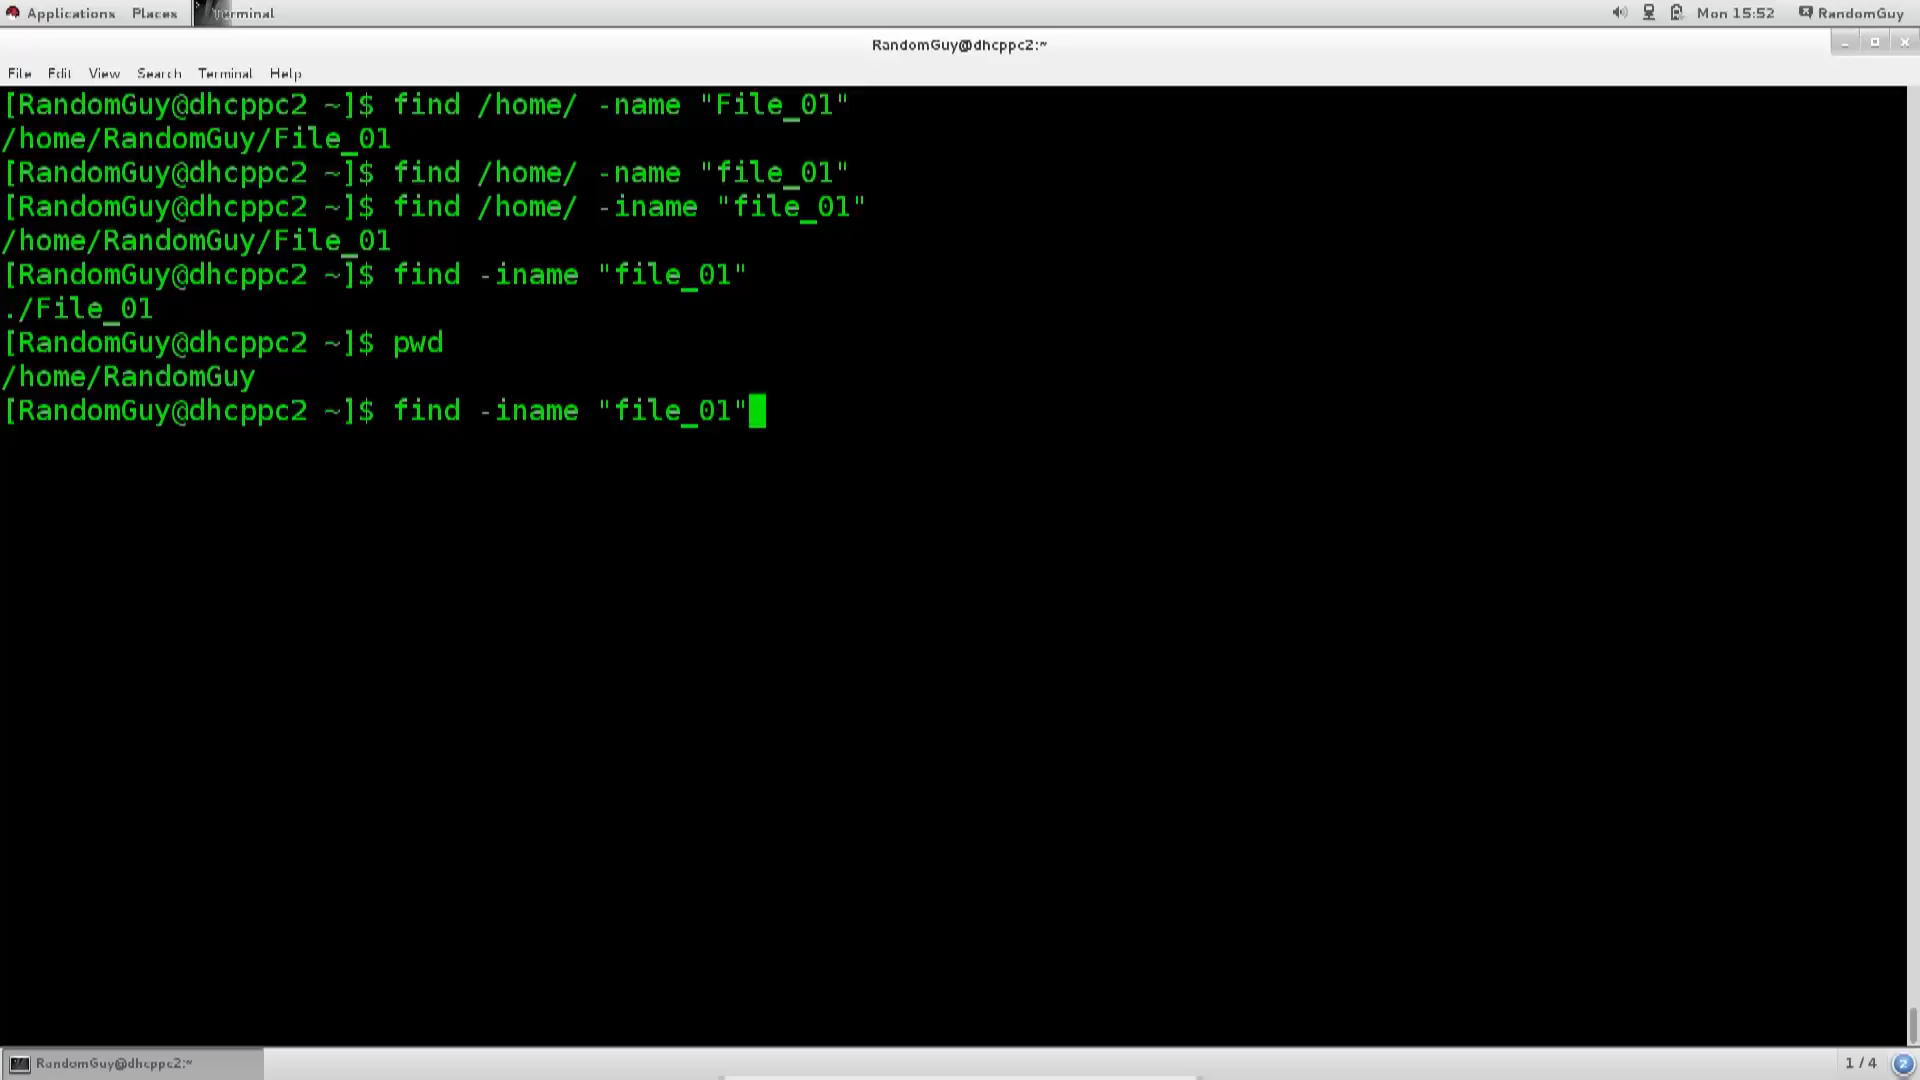 Applications Places Terminal Mon 15:52 RandomGuy
RandomGuy@dhcppc2:~
File Edit View Search Terminal Help
[RandomGuy@dhcppc2 ~]$ find /home/ -name "File_01"
/home/RandomGuy/File_01
[RandomGuy@dhcppc2 ~]$ find /home/ -name "file_01"
[RandomGuy@dhcppc2 ~]$ find /home/ -iname "file_01"
/home/RandomGuy/File_01
[RandomGuy@dhcppc2 ~]$ find -iname "file_01"
./File_01
[RandomGuy@dhcppc2 ~]$ pwd
/home/RandomGuy
[RandomGuy@dhcppc2 ~]$ find -iname "file_01"
RandomGuy@dhcppc2:~ 1 / 4 2